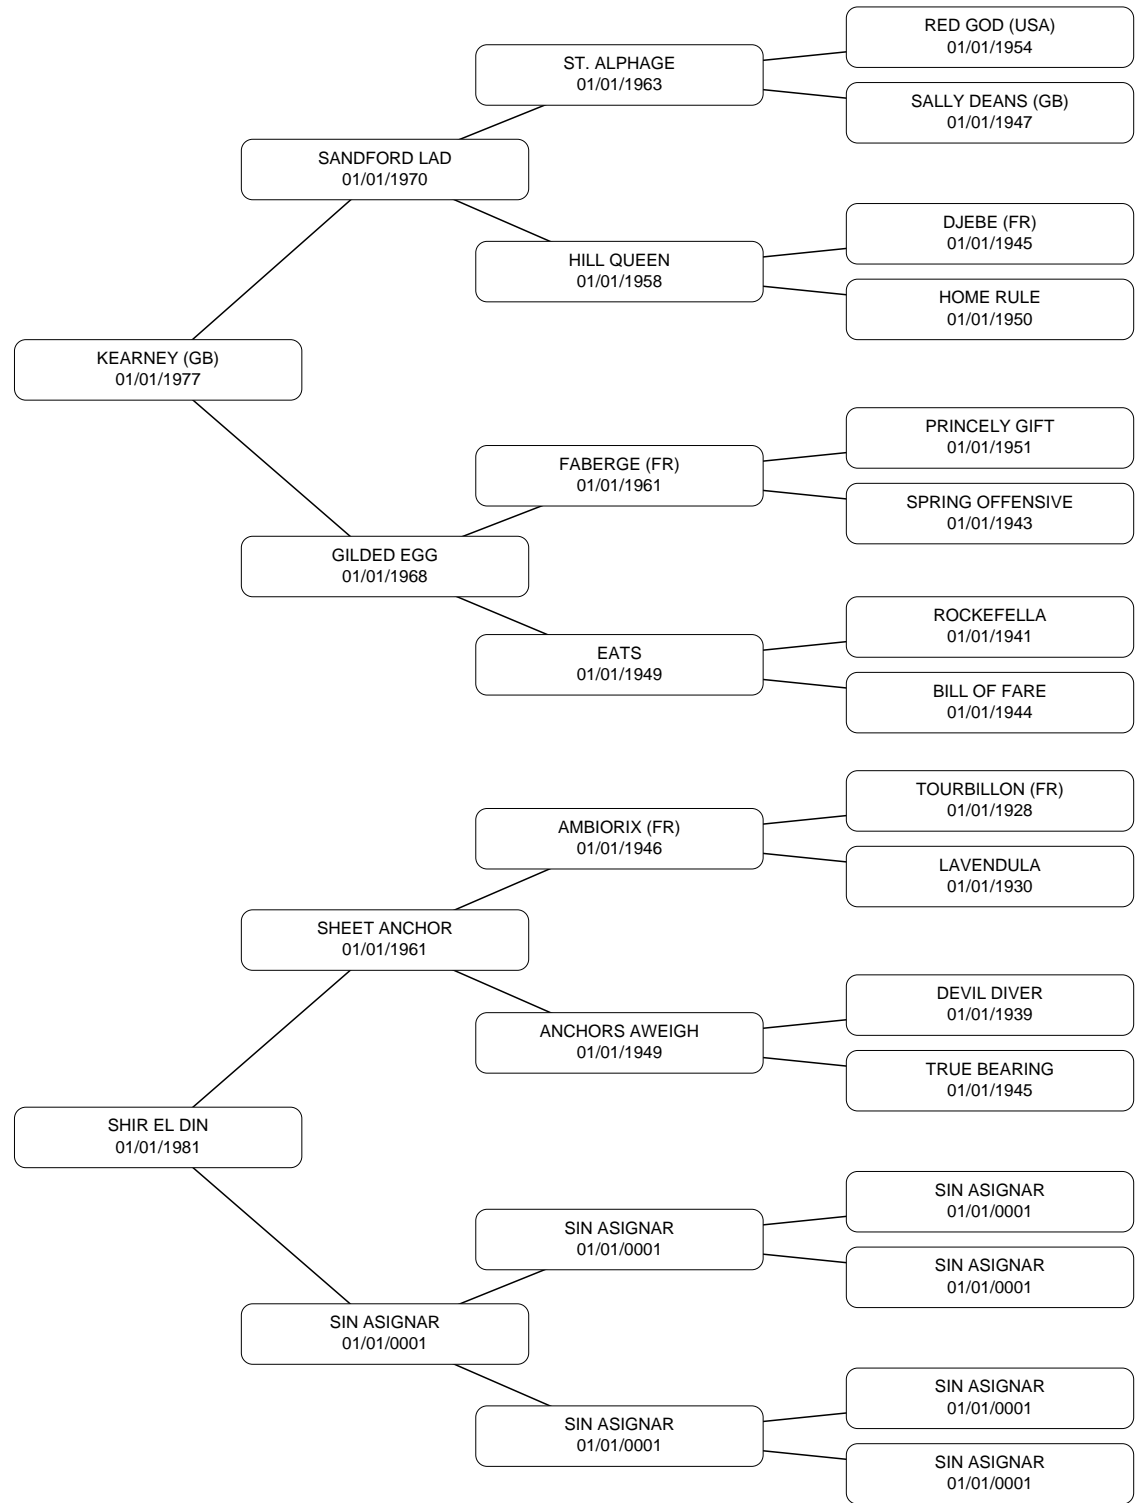 RED GOD (USA)
01/01/1954
ST. ALPHAGE
01/01/1963
SALLY DEANS (GB)
01/01/1947
SANDFORD LAD
01/01/1970
DJEBE (FR)
01/01/1945
HILL QUEEN
01/01/1958
HOME RULE
01/01/1950
KEARNEY (GB)
01/01/1977
PRINCELY GIFT
01/01/1951
FABERGE (FR)
01/01/1961
SPRING OFFENSIVE
01/01/1943
GILDED EGG
01/01/1968
ROCKEFELLA
01/01/1941
EATS
01/01/1949
BILL OF FARE
01/01/1944
TOURBILLON (FR)
01/01/1928
AMBIORIX (FR)
01/01/1946
LAVENDULA
01/01/1930
SHEET ANCHOR
01/01/1961
DEVIL DIVER
01/01/1939
ANCHORS AWEIGH
01/01/1949
TRUE BEARING
01/01/1945
SHIR EL DIN
01/01/1981
SIN ASIGNAR
01/01/0001
SIN ASIGNAR
01/01/0001
SIN ASIGNAR
01/01/0001
SIN ASIGNAR
01/01/0001
SIN ASIGNAR
01/01/0001
SIN ASIGNAR
01/01/0001
SIN ASIGNAR
01/01/0001